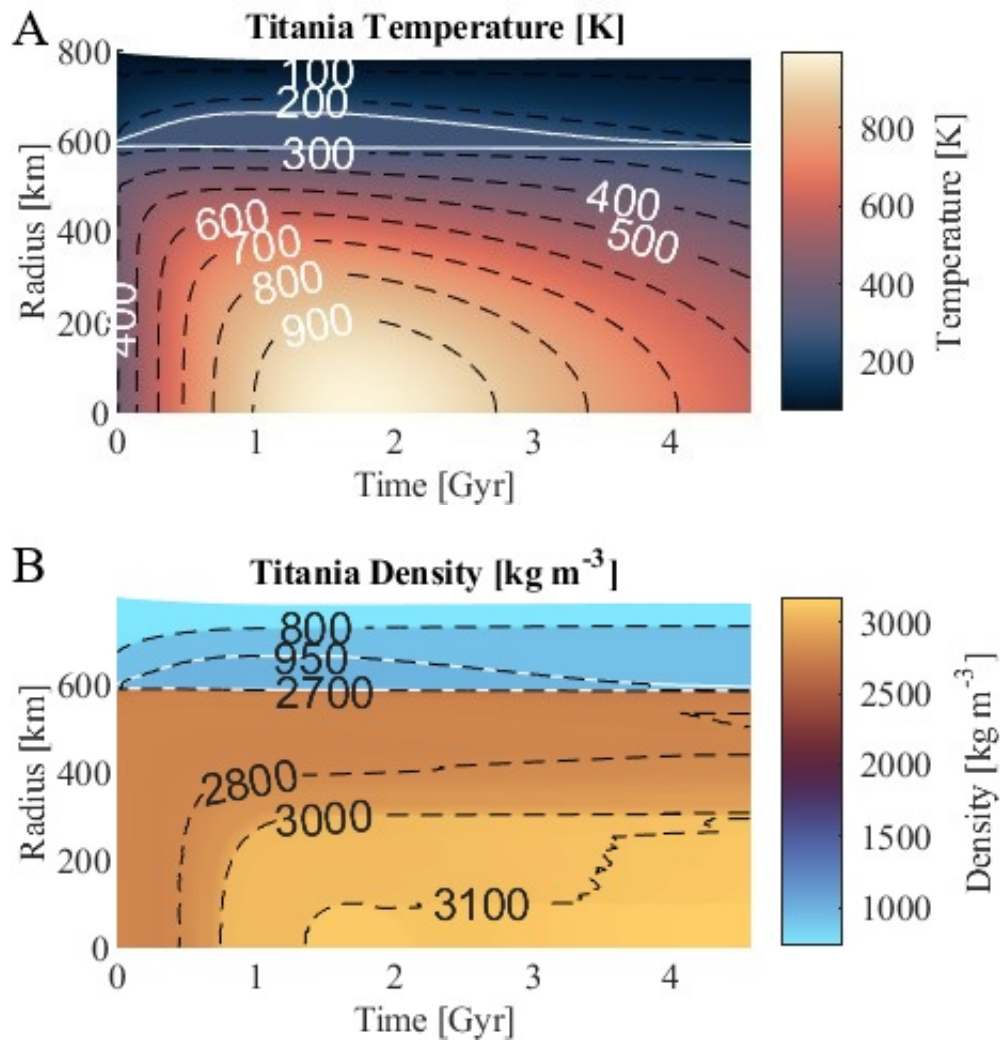 A
Titania Temperature [K]
800
600
400
200
0
Radius [km]
100
200
300
400
500
600
700
800
900
400
0 1 2 3 4
Time [Gyr]
800
600
400
200
Temperature [K]
B
Titania Density [kg m-3]
600
400
200
0
Radius [km]
800
950
2700
2800
3000
3100
0 1 2 3 4
Time [Gyr]
3000
2500
2000
1500
1000
Density [kg m-3]